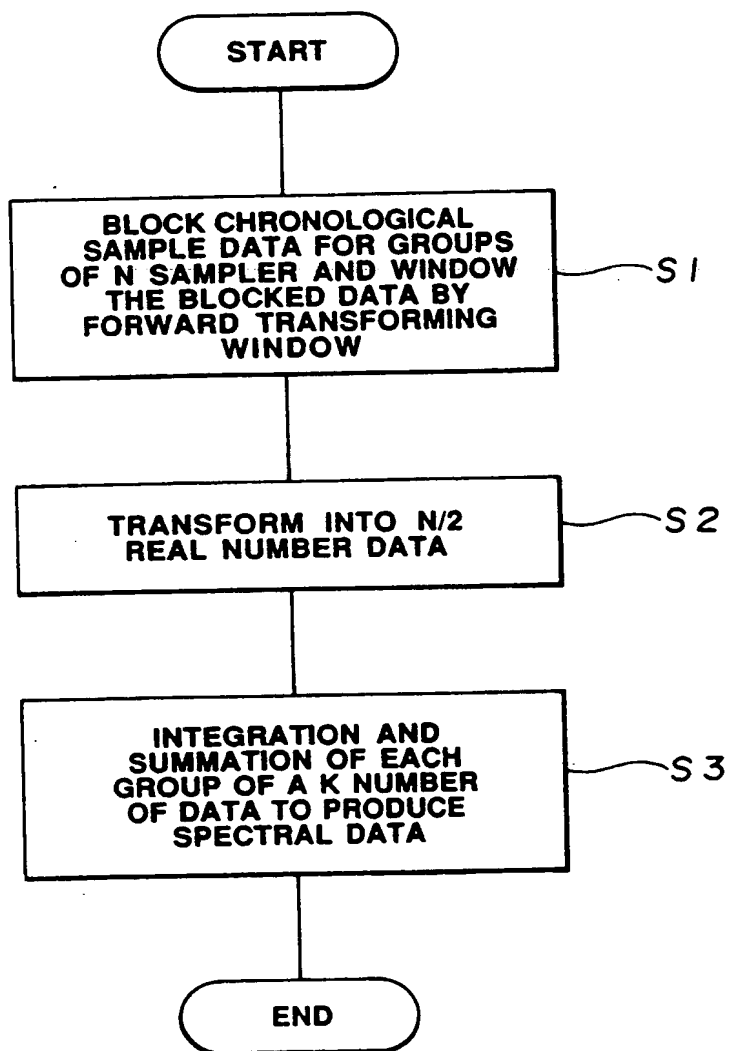 START
BLOCK CHRONOLOGICAL
SAMPLE DATA FOR GROUPS
OF N SAMPLER AND WINDOW
THE BLOCKED DATA BY
FORWARD TRANSFORMING
WINDOW
S1
TRANSFORM INTO N/2
REAL NUMBER DATA
S2
INTEGRATION AND
SUMMATION OF EACH
GROUP OF A K NUMBER
OF DATA TO PRODUCE
SPECTRAL DATA
S3
END